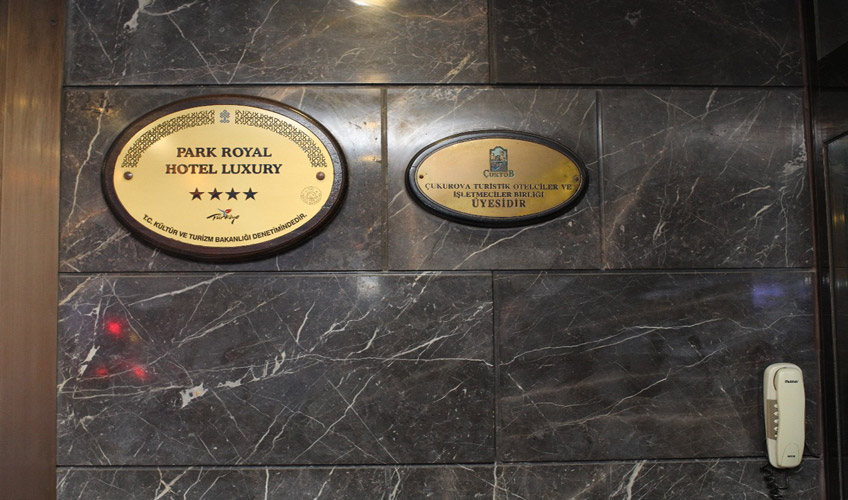 PARK ROYAL
HOTEL LUXURY
★★★★
Türkiye
T.C. KÜLTÜR VE TURİZM BAKANLIĞI DENETİMİNDEDİR.
ÇUKTOB
ÇUKUROVA TURİSTİK OTELCİLER VE
İŞLETMECİLER BİRLİĞİ
ÜYESİDİR